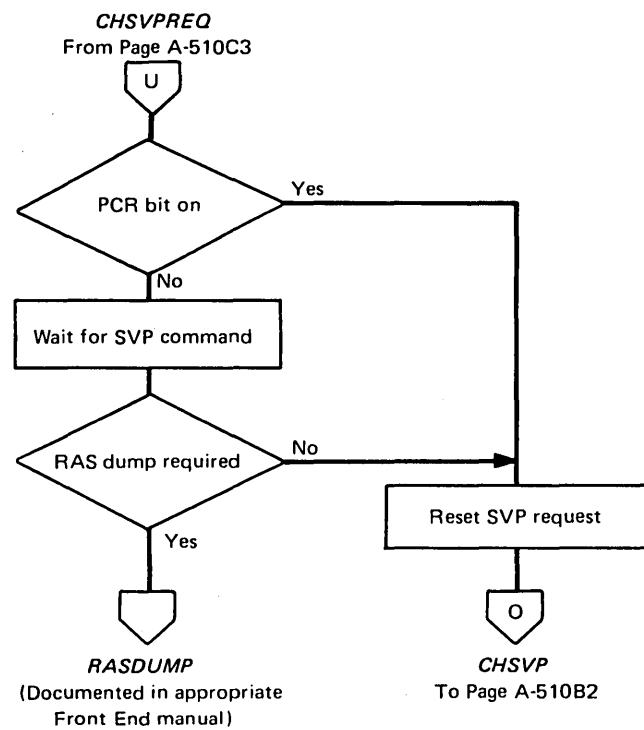 CHSVPREQ
From Page A-510C3
U
PCR bit on
Yes
No
Wait for SVP command
RAS dump required
No
Yes
Reset SVP request
O
RASDUMP
(Documented in appropriate
Front End manual)
CHSVP
To Page A-510B2